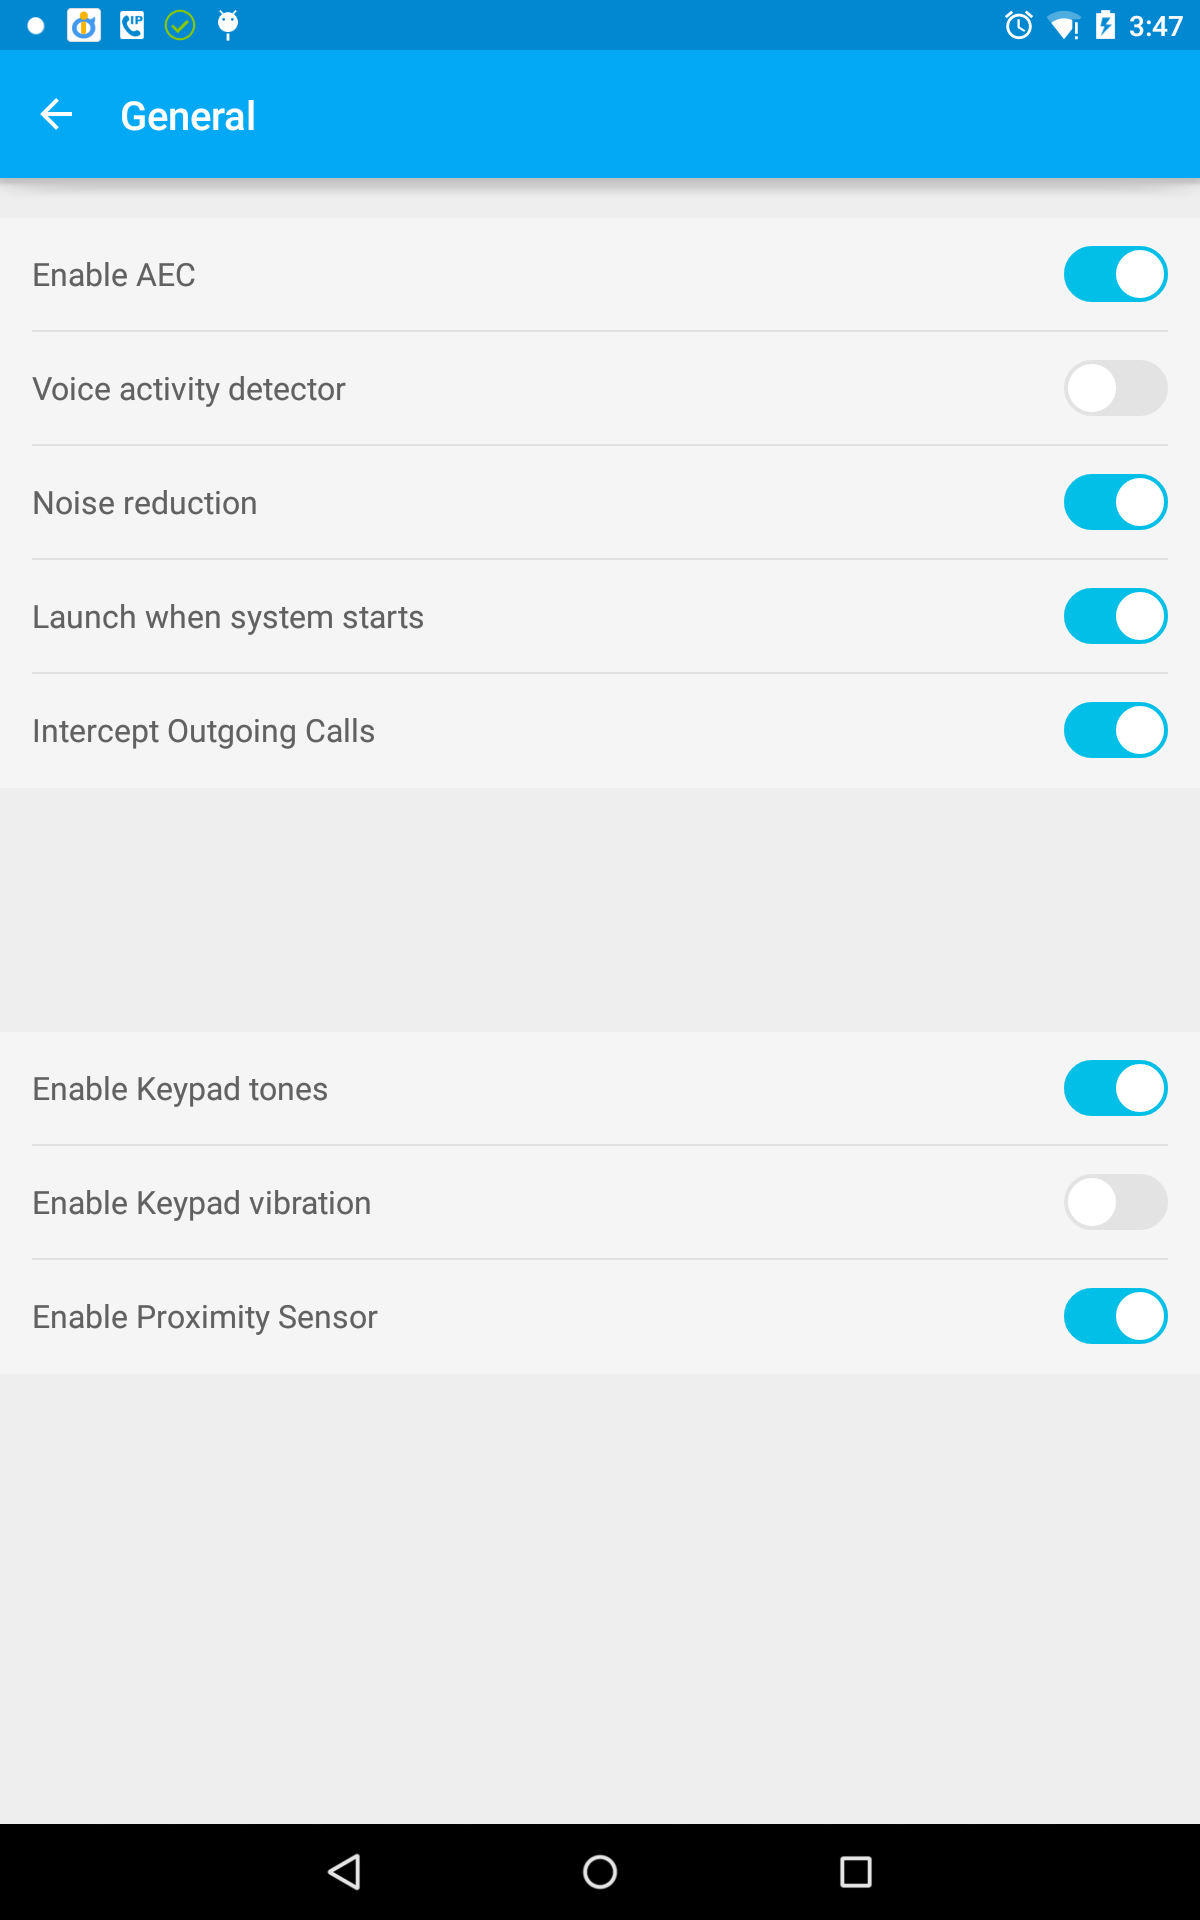 IP
3:47
General
Enable AEC
Voice activity detector
Noise reduction
Launch when system starts
Intercept Outgoing Calls
Enable Keypad tones
Enable Keypad vibration
Enable Proximity Sensor